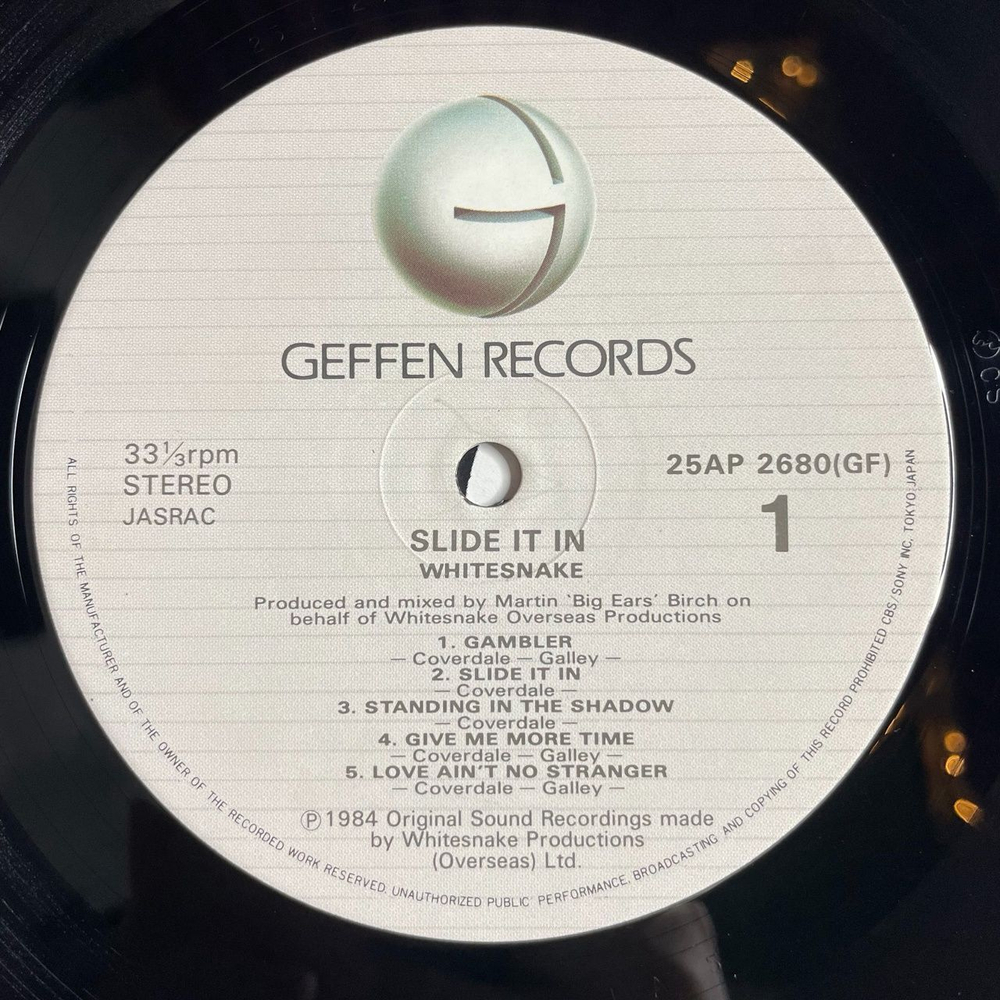 GEFFEN RECORDS
33⅓rpm
STEREO
JASRAC
25AP 2680(GF)
1
SLIDE IT IN
WHITESNAKE
Produced and mixed by Martin ‘Big Ears’ Birch on
behalf of Whitesnake Overseas Productions
1. GAMBLER
— Coverdale — Galley —
2. SLIDE IT IN
— Coverdale —
3. STANDING IN THE SHADOW
— Coverdale —
4. GIVE ME MORE TIME
— Coverdale — Galley —
5. LOVE AIN'T NO STRANGER
— Coverdale — Galley —
Ⓟ1984 Original Sound Recordings made
by Whitesnake Productions
(Overseas) Ltd.
ALL RIGHTS OF THE MANUFACTURER AND OF THE OWNER OF THE RECORDED WORK RESERVED. UNAUTHORIZED PUBLIC PERFORMANCE, BROADCASTING AND COPYING OF THIS RECORD PROHIBITED CBS/SONY INC. TOKYO JAPAN